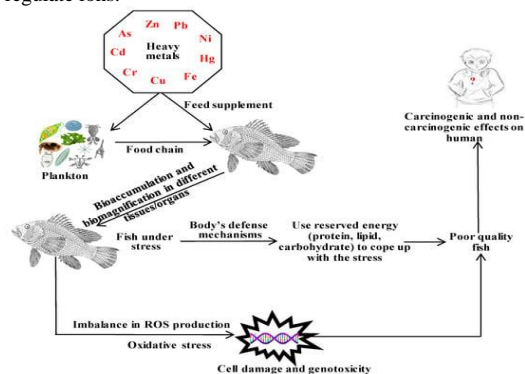 regulate ions.
Zn Pb
As Ni
Heavy
metals
Cd Hg
Cr Fe
Cu
?
Feed supplement
Carcinogenic and non-
carcinogenic effects on
human
Food chain
Plankton
Bioaccumulation and
biomagnification in different
tissues/organs
Fish under
stress
Body's defense
mechanisms
Use reserved energy
(protein, lipid,
carbohydrate) to cope up
with the stress
Poor quality
fish
Imbalance in ROS production
Oxidative stress
Cell damage and genotoxicity